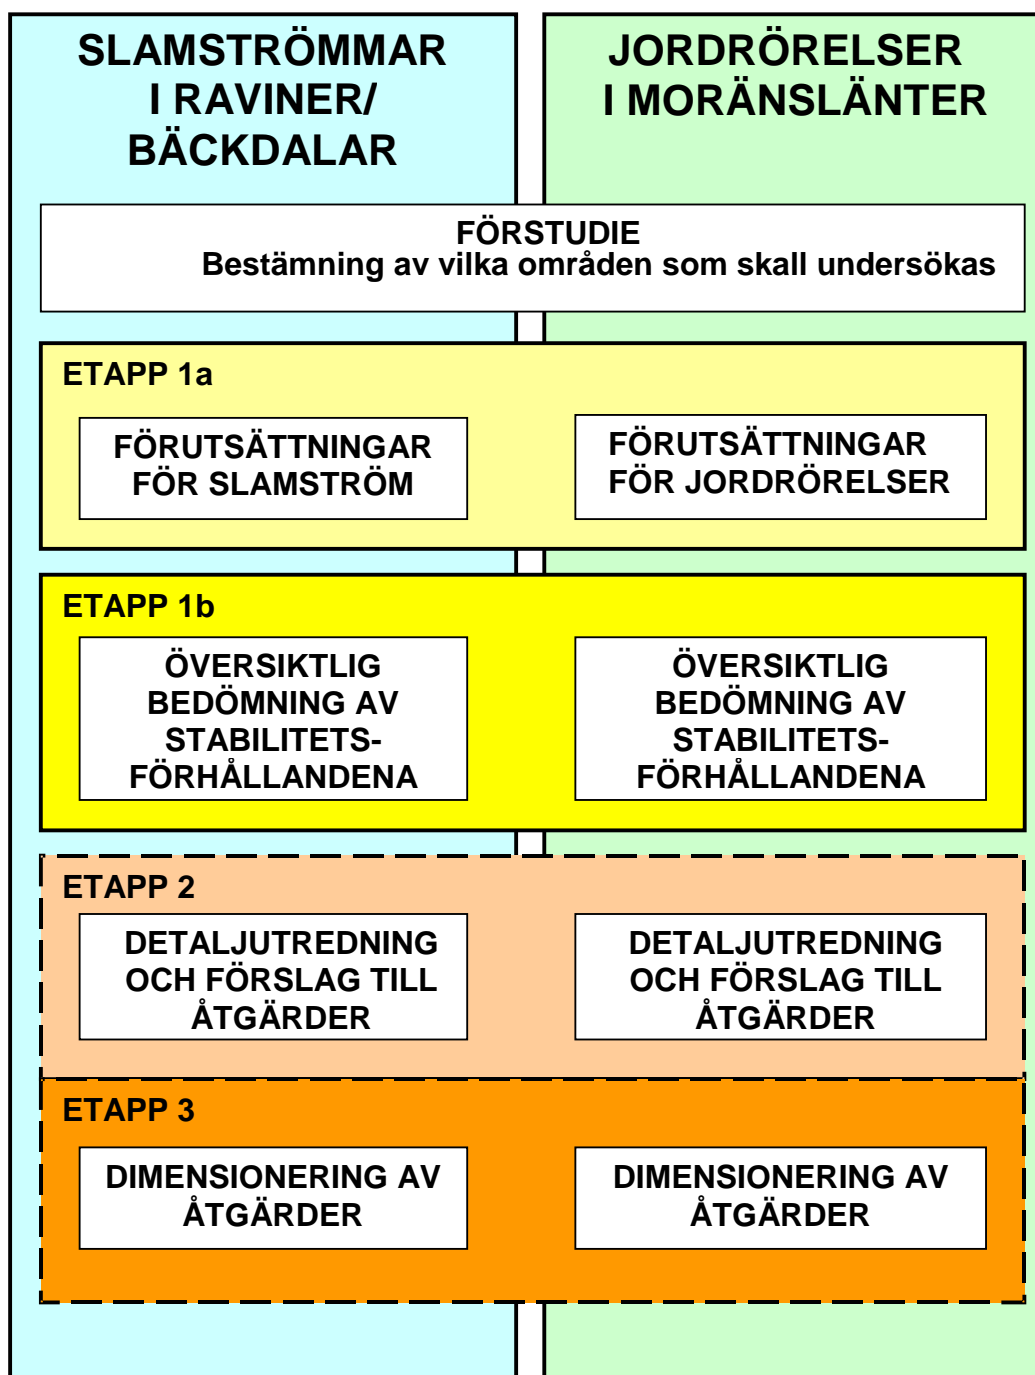 SLAMSTRÖMMAR
I RAVINER/
BÄCKDALAR
JORDRÖRELSER
I MORÄNSLÄNTER
FÖRSTUDIE
Bestämning av vilka områden som skall undersökas
ETAPP 1a
FÖRUTSÄTTNINGAR
FÖR SLAMSTRÖM
FÖRUTSÄTTNINGAR
FÖR JORDRÖRELSER
ETAPP 1b
ÖVERSIKTLIG
BEDÖMNING AV
STABILITETS-
FÖRHÅLLANDENA
ÖVERSIKTLIG
BEDÖMNING AV
STABILITETS-
FÖRHÅLLANDENA
ETAPP 2
DETALJUTREDNING
OCH FÖRSLAG TILL
ÅTGÄRDER
DETALJUTREDNING
OCH FÖRSLAG TILL
ÅTGÄRDER
ETAPP 3
DIMENSIONERING AV
ÅTGÄRDER
DIMENSIONERING AV
ÅTGÄRDER